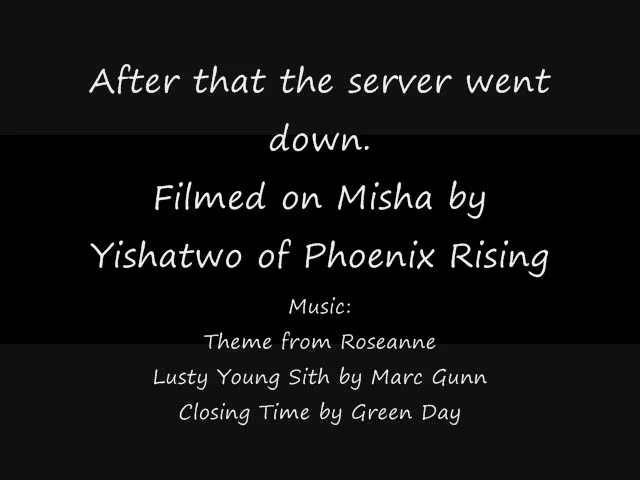 After that the server went
down.
Filmed on Misha by
Yishatwo of Phoenix Rising
Music:
Theme from Roseanne
Lusty Young Sith by Marc Gunn
Closing Time by Green Day